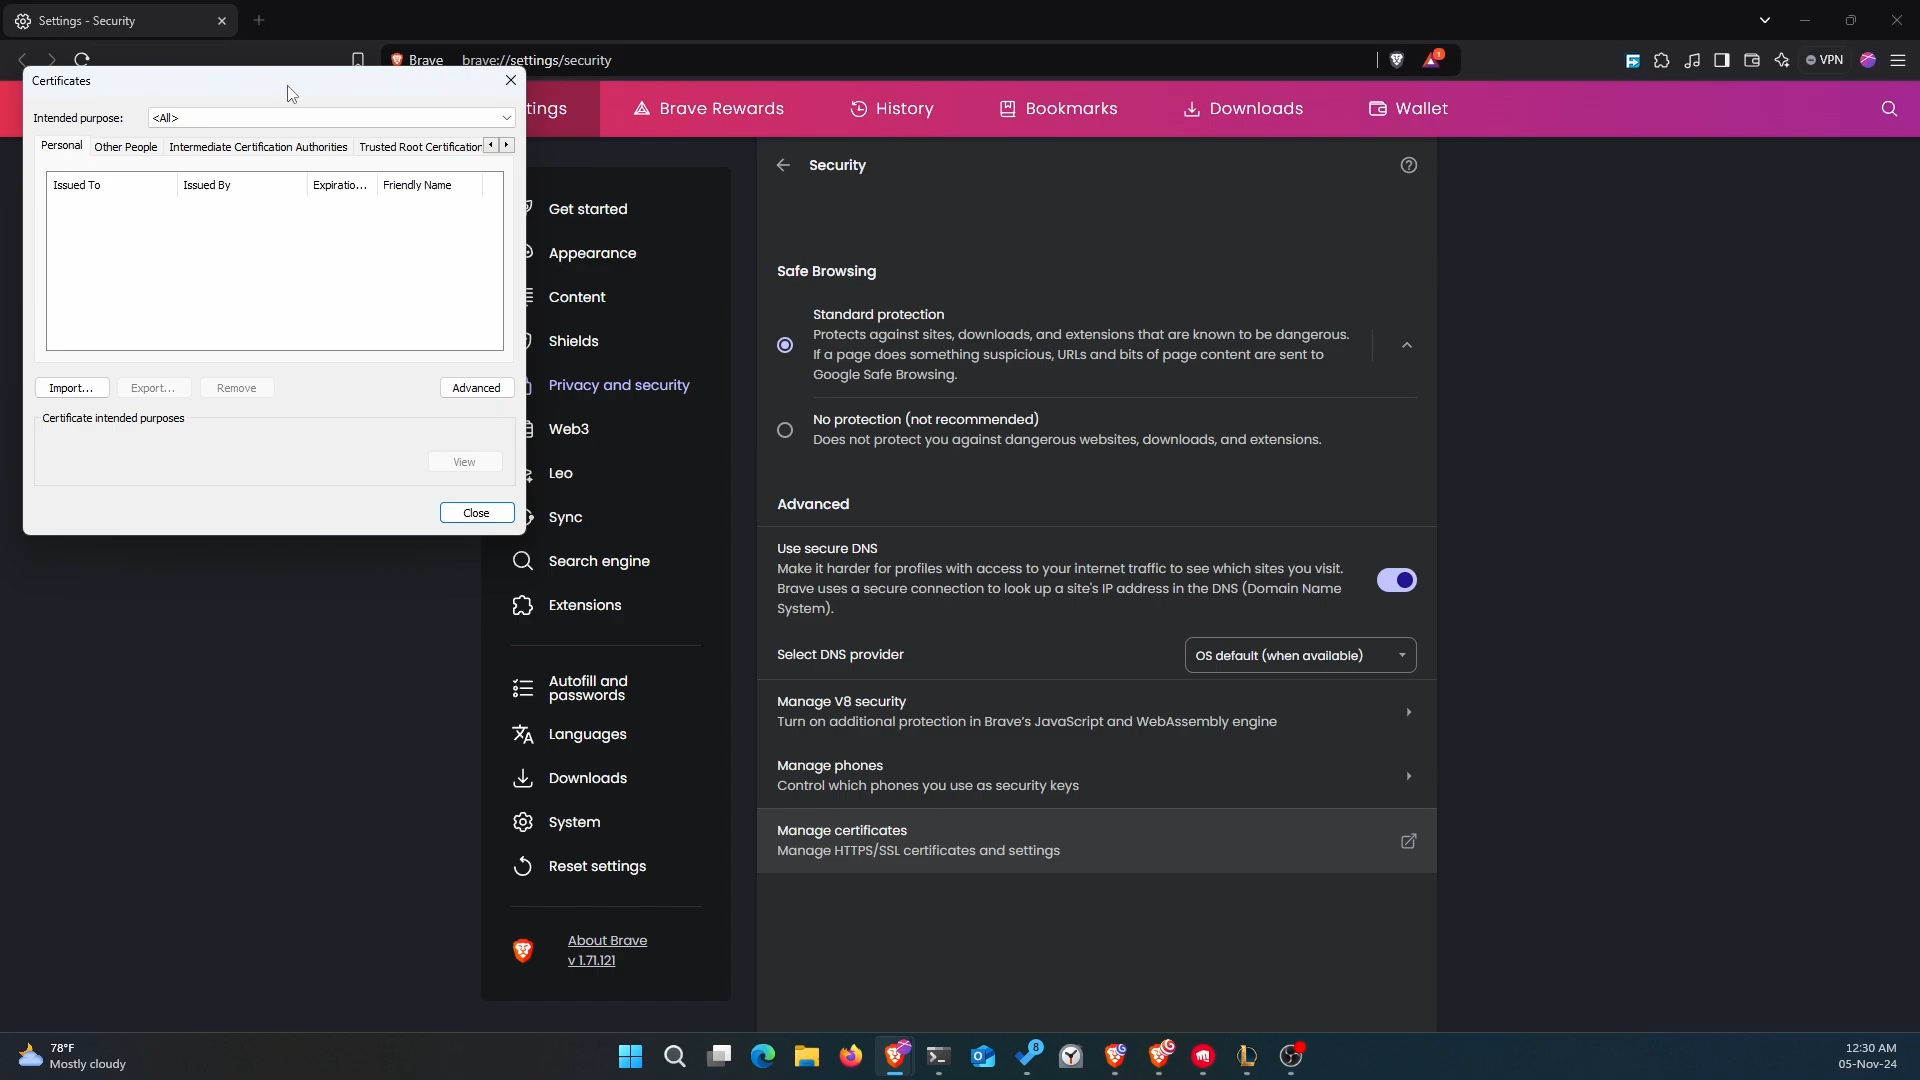 Settings - Security
Brave
brave://settings/security
1
VPN
Certificates
Intended purpose:
<All>
Personal
Other People
Intermediate Certification Authorities
Trusted Root Certification
Issued To
Issued By
Expiratio...
Friendly Name
Import...
Export...
Remove
Advanced
Certificate intended purposes
View
Close
tings
Brave Rewards
History
Bookmarks
Downloads
Wallet
Get started
Appearance
Content
Shields
Privacy and security
Web3
Leo
Sync
Search engine
Extensions
Autofill and
passwords
Languages
Downloads
System
Reset settings
About Brave
v 1.71.121
Security
Safe Browsing
Standard protection
Protects against sites, downloads, and extensions that are known to be dangerous.
If a page does something suspicious, URLs and bits of page content are sent to
Google Safe Browsing.
No protection (not recommended)
Does not protect you against dangerous websites, downloads, and extensions.
Advanced
Use secure DNS
Make it harder for profiles with access to your internet traffic to see which sites you visit.
Brave uses a secure connection to look up a site's IP address in the DNS (Domain Name
System).
Select DNS provider
OS default (when available)
Manage V8 security
Turn on additional protection in Brave's JavaScript and WebAssembly engine
Manage phones
Control which phones you use as security keys
Manage certificates
Manage HTTPS/SSL certificates and settings
78°F
Mostly cloudy
8
12:30 AM
05-Nov-24